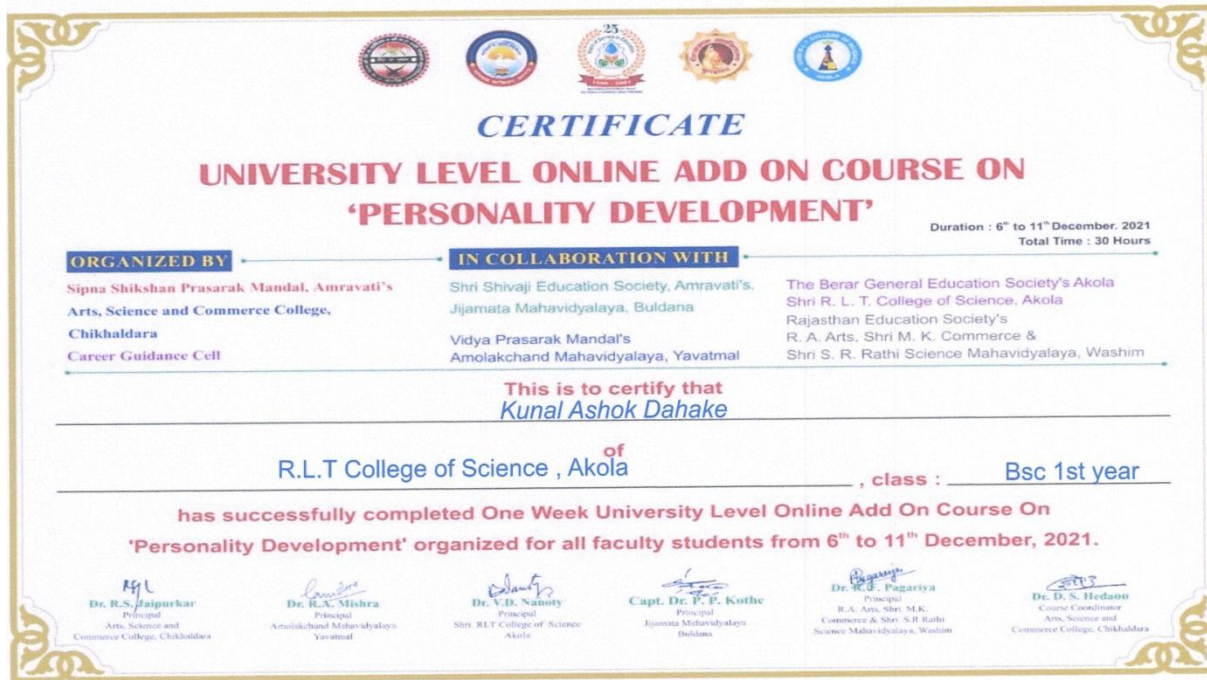 25
CERTIFICATE
UNIVERSITY LEVEL ONLINE ADD ON COURSE ON
‘PERSONALITY DEVELOPMENT’
Duration : 6th to 11th December. 2021
Total Time : 30 Hours
ORGANIZED BY
Sipna Shikshan Prasarak Mandal, Amravati's
Arts, Science and Commerce College,
Chikhaldara
Career Guidance Cell
IN COLLABORATION WITH
Shri Shivaji Education Society, Amravati's.
Jijamata Mahavidyalaya, Buldana
Vidya Prasarak Mandal's
Amolakchand Mahavidyalaya, Yavatmal
The Berar General Education Society's Akola
Shri R. L. T. College of Science, Akola
Rajasthan Education Society's
R. A. Arts, Shri M. K. Commerce &
Shri S. R. Rathi Science Mahavidyalaya, Washim
This is to certify that
Kunal Ashok Dahake
of
R.L.T College of Science , Akola , class : Bsc 1st year
has successfully completed One Week University Level Online Add On Course On
'Personality Development' organized for all faculty students from 6th to 11th December, 2021.
Dr. R.S. Jaipurkar
Principal
Arts, Science and
Commerce College, Chikhaldara
Dr. R.A. Mishra
Principal
Amolakchand Mahavidyalaya
Yavatmal
Dr. V.D. Nanoty
Principal
Shri RLT College of Science
Akola
Capt. Dr. P. P. Kothe
Principal
Jijamata Mahavidyalaya
Buldana
Dr. R.F. Pagariya
Principal
R.A. Arts, Shri. M.K.
Commerce & Shri. S.R Rathi
Science Mahavidyalaya, Washim
Dr. D. S. Hedaoo
Course Coordinator
Arts, Science and
Commerce College, Chikhaldara